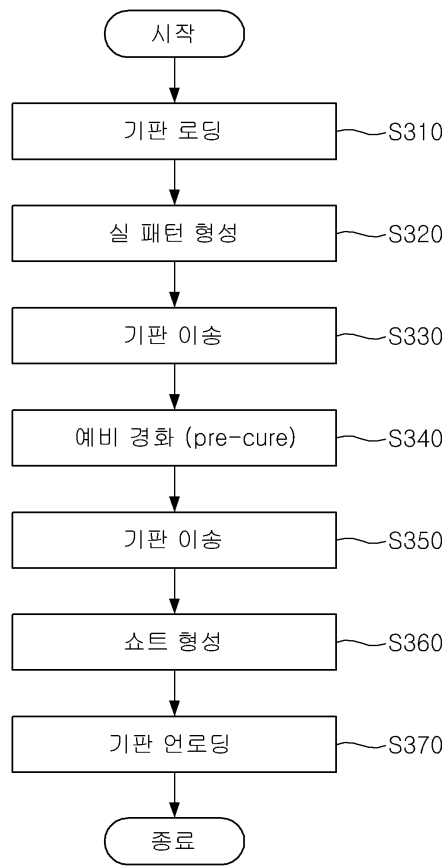 시작
기판 로딩 S310
실 패턴 형성 S320
기판 이송 S330
예비 경화 (pre-cure) S340
기판 이송 S350
쇼트 형성 S360
기판 언로딩 S370
종료